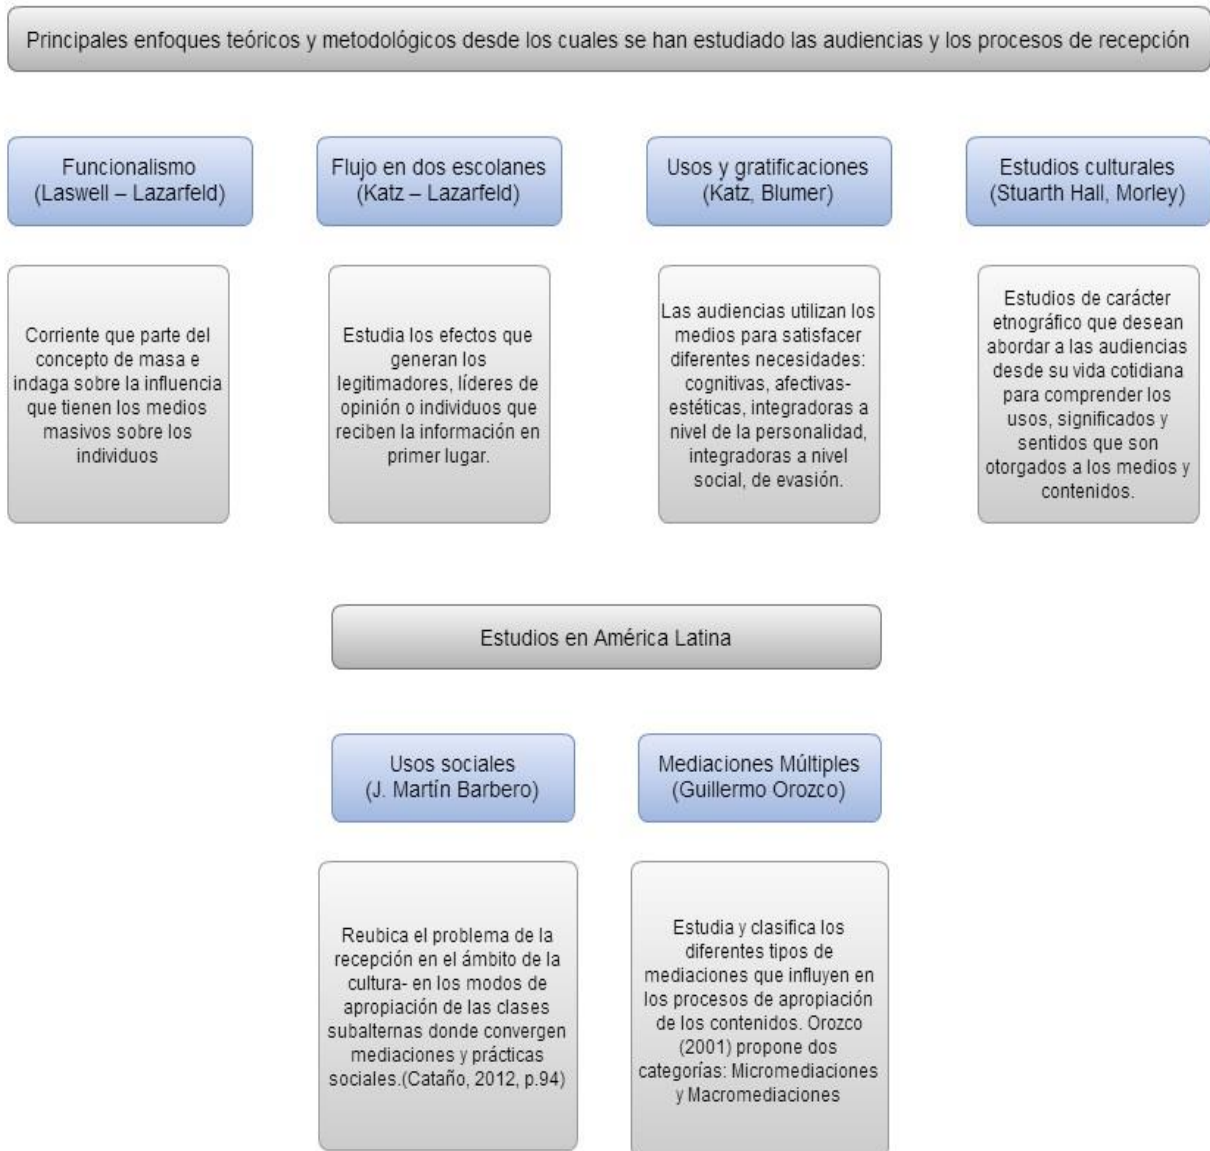 Principales enfoques teóricos y metodológicos desde los cuales se han estudiado las audiencias y los procesos de recepción
Funcionalismo
(Laswell – Lazarfeld)
Flujo en dos escolanes
(Katz – Lazarfeld)
Usos y gratificaciones
(Katz, Blumer)
Estudios culturales
(Stuarth Hall, Morley)
Corriente que parte del
concepto de masa e
indaga sobre la influencia
que tienen los medios
masivos sobre los
individuos
Estudia los efectos que
generan los
legitimadores, líderes de
opinión o individuos que
reciben la información en
primer lugar.
Las audiencias utilizan los
medios para satisfacer
diferentes necesidades:
cognitivas, afectivas-
estéticas, integradoras a
nivel de la personalidad,
integradoras a nivel
social, de evasión.
Estudios de carácter
etnográfico que desean
abordar a las audiencias
desde su vida cotidiana
para comprender los
usos, significados y
sentidos que son
otorgados a los medios y
contenidos.
Estudios en América Latina
Usos sociales
(J. Martín Barbero)
Mediaciones Múltiples
(Guillermo Orozco)
Reubica el problema de la
recepción en el ámbito de la
cultura- en los modos de
apropiación de las clases
subalternas donde convergen
mediaciones y prácticas
sociales.(Cataño, 2012, p.94)
Estudia y clasifica los
diferentes tipos de
mediaciones que influyen en
los procesos de apropiación
de los contenidos. Orozco
(2001) propone dos
categorías: Micromediaciones
y Macromediaciones